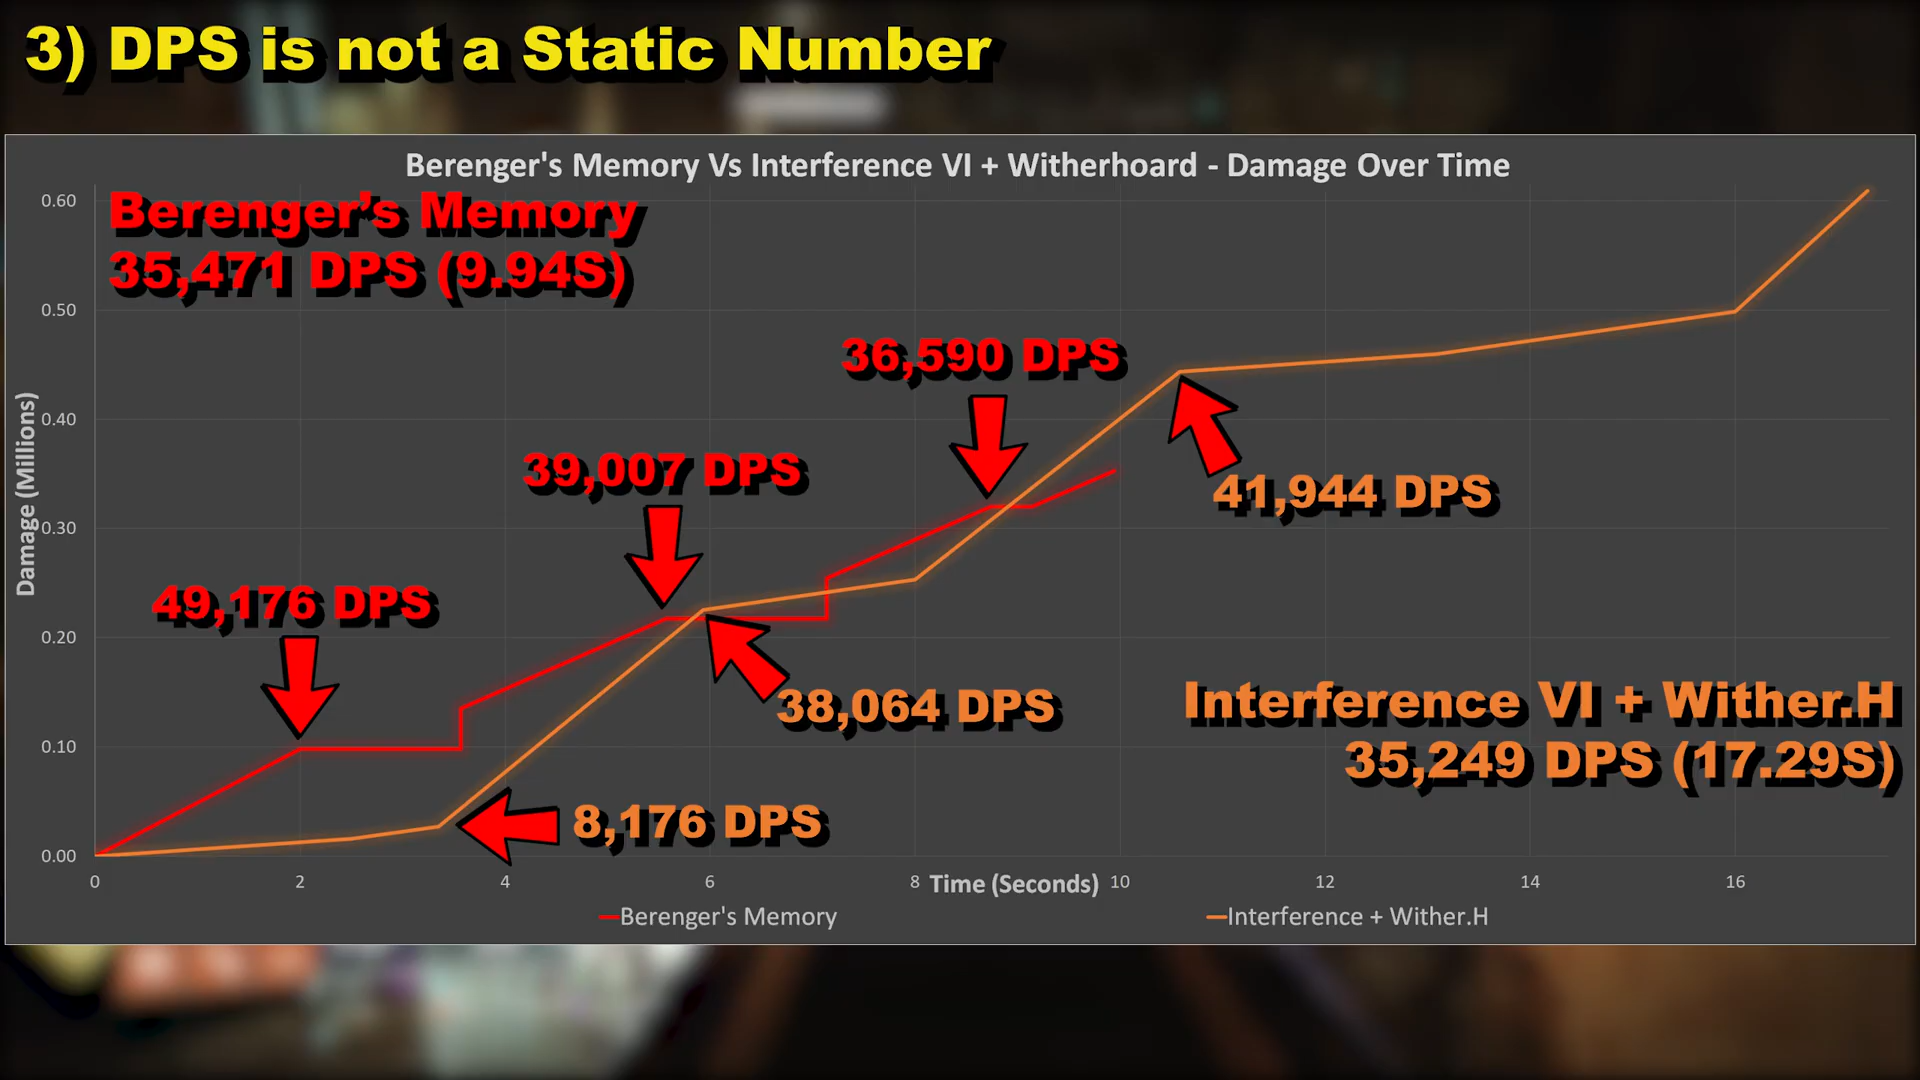 3) DPS is not a Static Number
Berenger's Memory Vs Interference VI + Witherhoard - Damage Over Time
Berenger's Memory
35,471 DPS (9.94S)
0.60
0.50
0.40
0.30
0.20
0.10
0.00
Damage (Millions)
36,590 DPS
39,007 DPS
41,944 DPS
49,176 DPS
38,064 DPS
Interference VI + Wither.H
35,249 DPS (17.29S)
8,176 DPS
0 2 4 6 8 10 12 14 16
Time (Seconds)
Berenger's Memory
Interference + Wither.H